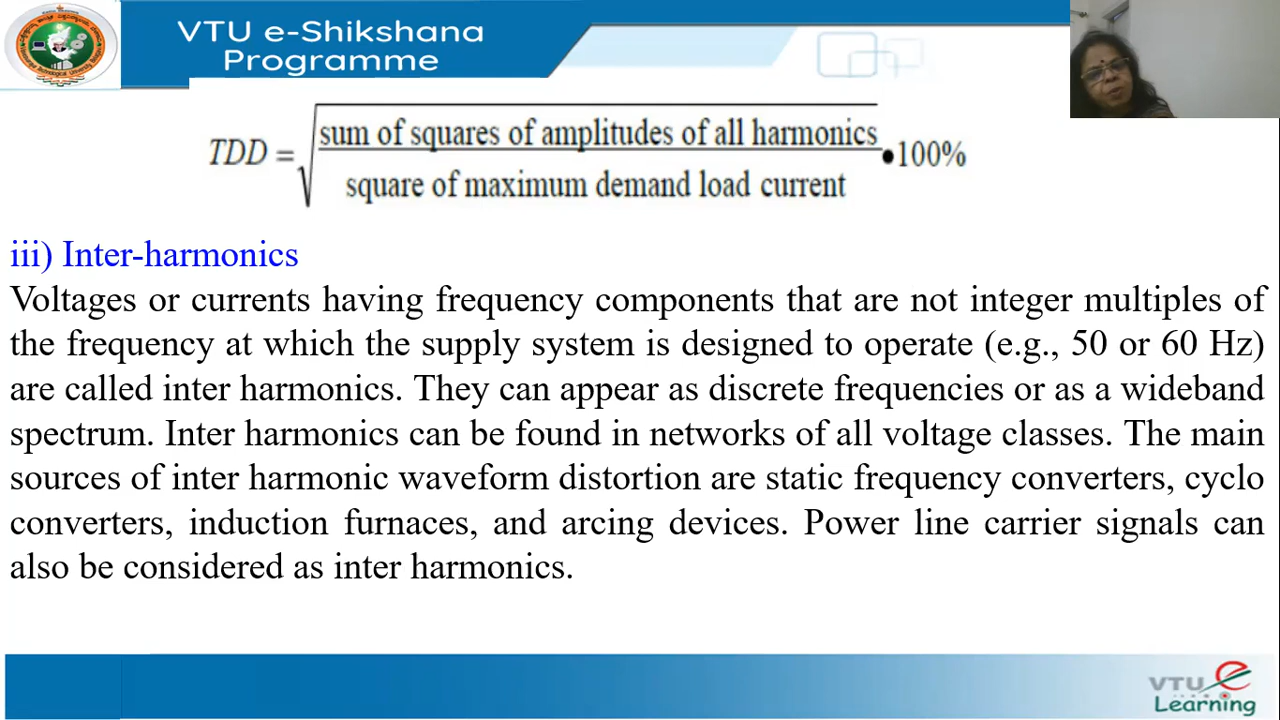 VTU e-Shikshana
Programme
TDD = √ sum of squares of amplitudes of all harmonics
square of maximum demand load current
•100%
iii) Inter-harmonics
Voltages or currents having frequency components that are not integer multiples of
the frequency at which the supply system is designed to operate (e.g., 50 or 60 Hz)
are called inter harmonics. They can appear as discrete frequencies or as a wideband
spectrum. Inter harmonics can be found in networks of all voltage classes. The main
sources of inter harmonic waveform distortion are static frequency converters, cyclo
converters, induction furnaces, and arcing devices. Power line carrier signals can
also be considered as inter harmonics.
VTU e
Learning